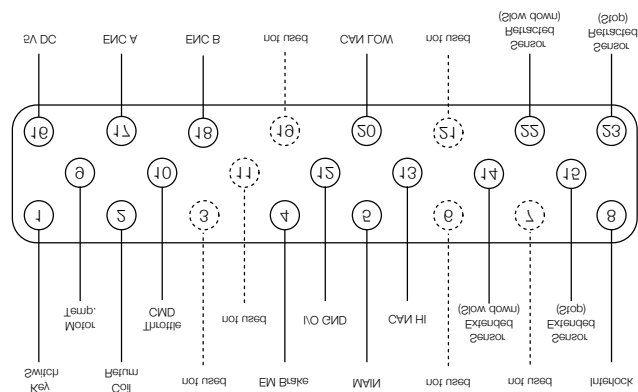 Key
Switch
Coil
Return
not used
EM Brake
MAIN
not used
not used
Interlock
Motor
Temp.
Throttle
CMD
not used
I/O GND
CAN HI
Sensor
Extended
(Slow down)
Sensor
Extended
(Stop)
1 2 3 4 5 6 7 8
9 10 11 12 13 14 15
16 17 18 19 20 21 22 23
5V DC
ENC A
ENC B
not used
CAN LOW
not used
Sensor
Retracted
(Slow down)
Sensor
Retracted
(Stop)